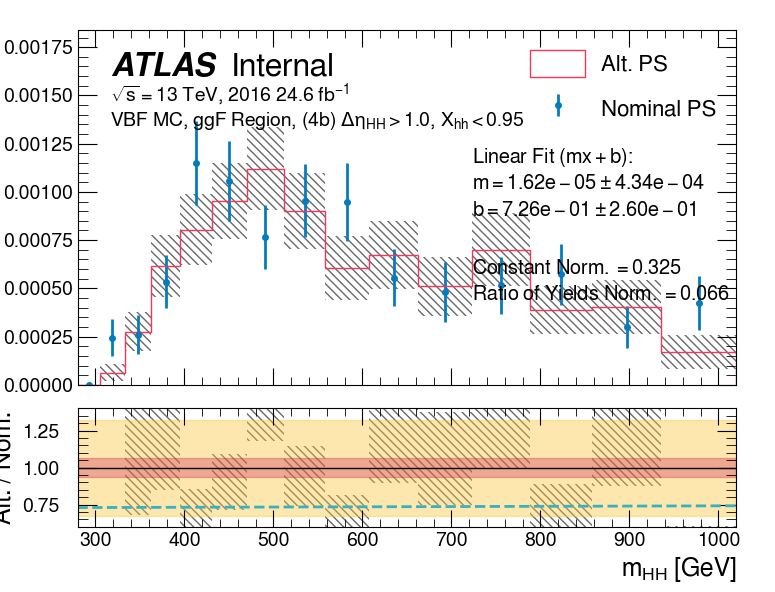 ATLAS Internal
√s = 13 TeV, 2016 24.6 fb⁻¹
VBF MC, ggF Region, (4b) Δη_HH > 1.0, X_hh < 0.95
Alt. PS
Nominal PS
Linear Fit (mx + b):
m = 1.62e − 05 ± 4.34e − 04
b = 7.26e − 01 ± 2.60e − 01
Constant Norm. = 0.325
Ratio of Yields Norm. = 0.066
0.00175
0.00150
0.00125
0.00100
0.00075
0.00050
0.00025
0.00000
Alt. / Nom.
1.25
1.00
0.75
300 400 500 600 700 800 900 1000
m_HH [GeV]